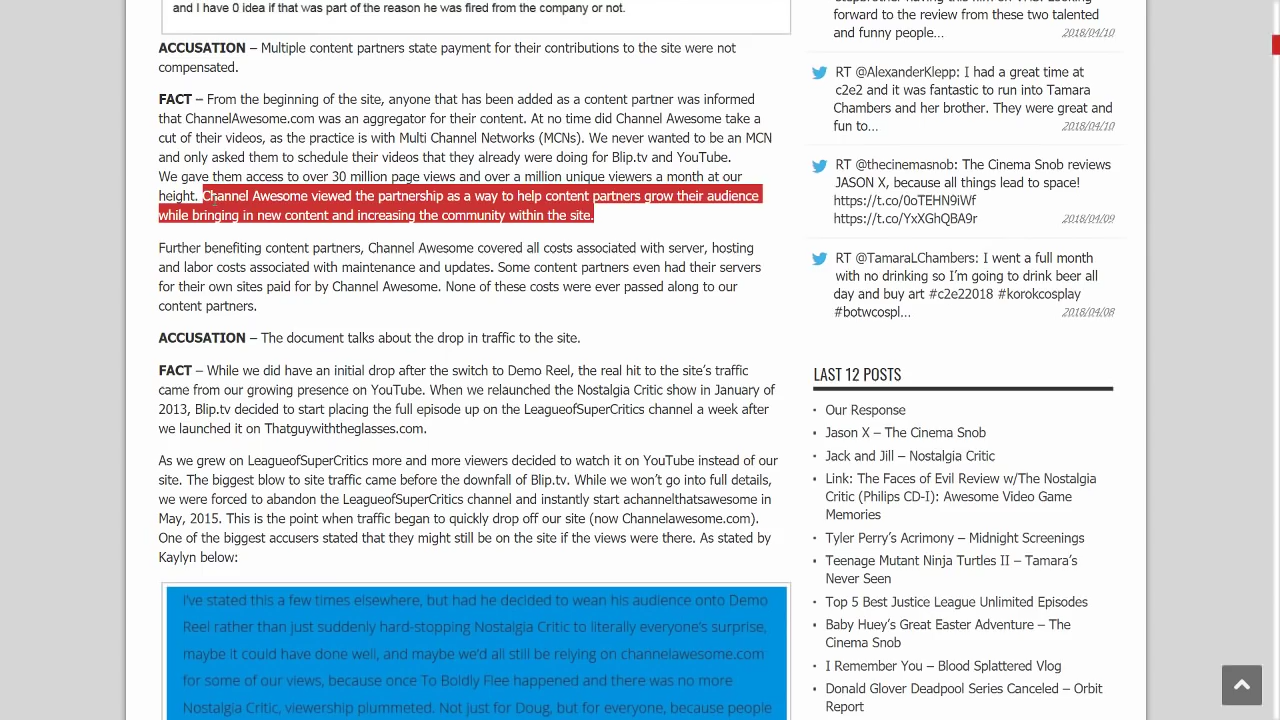 and I have 0 idea if that was part of the reason he was fired from the company or not.
ACCUSATION – Multiple content partners state payment for their contributions to the site were not
compensated.
FACT – From the beginning of the site, anyone that has been added as a content partner was informed
that ChannelAwesome.com was an aggregator for their content. At no time did Channel Awesome take a
cut of their videos, as the practice is with Multi Channel Networks (MCNs). We never wanted to be an MCN
and only asked them to schedule their videos that they already were doing for Blip.tv and YouTube.
We gave them access to over 30 million page views and over a million unique viewers a month at our
height. Channel Awesome viewed the partnership as a way to help content partners grow their audience
while bringing in new content and increasing the community within the site.
Further benefiting content partners, Channel Awesome covered all costs associated with server, hosting
and labor costs associated with maintenance and updates. Some content partners even had their servers
for their own sites paid for by Channel Awesome. None of these costs were ever passed along to our
content partners.
ACCUSATION – The document talks about the drop in traffic to the site.
FACT – While we did have an initial drop after the switch to Demo Reel, the real hit to the site's traffic
came from our growing presence on YouTube. When we relaunched the Nostalgia Critic show in January of
2013, Blip.tv decided to start placing the full episode up on the LeagueofSuperCritics channel a week after
we launched it on Thatguywiththeglasses.com.
As we grew on LeagueofSuperCritics more and more viewers decided to watch it on YouTube instead of our
site. The biggest blow to site traffic came before the downfall of Blip.tv. While we won't go into full details,
we were forced to abandon the LeagueofSuperCritics channel and instantly start achannelthatsawesome in
May, 2015. This is the point when traffic began to quickly drop off our site (now Channelawesome.com).
One of the biggest accusers stated that they might still be on the site if the views were there. As stated by
Kaylyn below:
I've stated this a few times elsewhere, but had he decided to wean his audience onto Demo
Reel rather than just suddenly hard-stopping Nostalgia Critic to literally everyone's surprise,
maybe it could have done well, and maybe we'd all still be relying on channelawesome.com
for some of our views, because once To Boldly Flee happened and there was no more
Nostalgia Critic, viewership plummeted. Not just for Doug, but for everyone, because people
forward to the review from these two talented
and funny people...
2018/04/10
RT @AlexanderKlepp: I had a great time at
c2e2 and it was fantastic to run into Tamara
Chambers and her brother. They were great and
fun to...
2018/04/10
RT @thecinemasnob: The Cinema Snob reviews
JASON X, because all things lead to space!
https://t.co/0oTEHN9iWf
https://t.co/YxXGhQBA9r
2018/04/09
RT @TamaraLChambers: I went a full month
with no drinking so I'm going to drink beer all
day and buy art #c2e22018 #korokcosplay
#botwcospl...
2018/04/08
LAST 12 POSTS
Our Response
Jason X – The Cinema Snob
Jack and Jill – Nostalgia Critic
Link: The Faces of Evil Review w/The Nostalgia
Critic (Philips CD-I): Awesome Video Game
Memories
Tyler Perry's Acrimony – Midnight Screenings
Teenage Mutant Ninja Turtles II – Tamara's
Never Seen
Top 5 Best Justice League Unlimited Episodes
Baby Huey's Great Easter Adventure – The
Cinema Snob
I Remember You – Blood Splattered Vlog
Donald Glover Deadpool Series Canceled – Orbit
Report